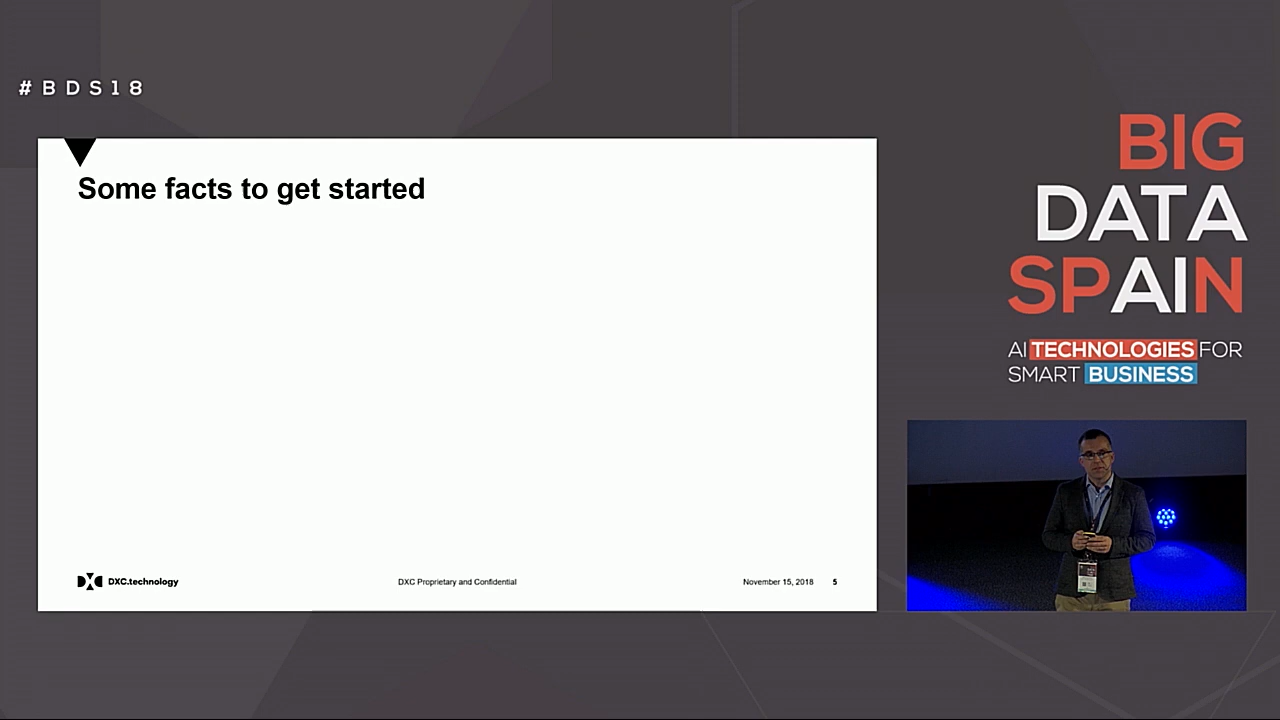 #BDS18
Some facts to get started
DXC.technology
DXC Proprietary and Confidential
November 15, 2018
5
BIG
DATA
SPAIN
AI TECHNOLOGIES FOR
SMART BUSINESS